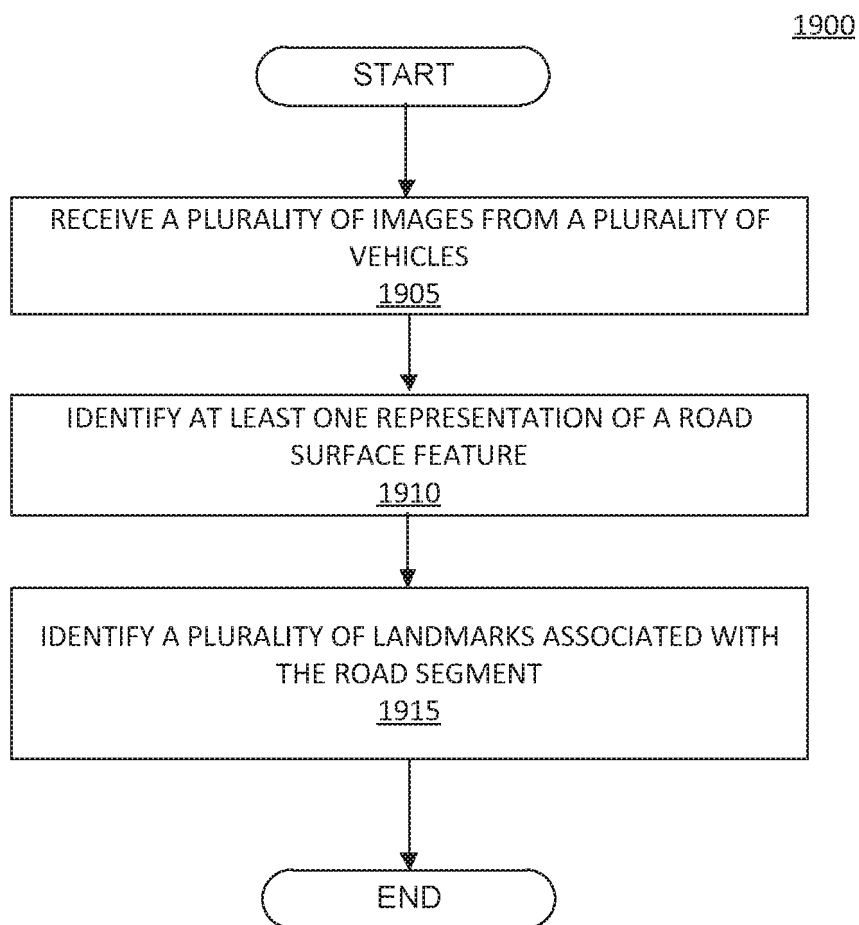 1900
START
RECEIVE A PLURALITY OF IMAGES FROM A PLURALITY OF
VEHICLES
1905
IDENTIFY AT LEAST ONE REPRESENTATION OF A ROAD
SURFACE FEATURE
1910
IDENTIFY A PLURALITY OF LANDMARKS ASSOCIATED WITH
THE ROAD SEGMENT
1915
END